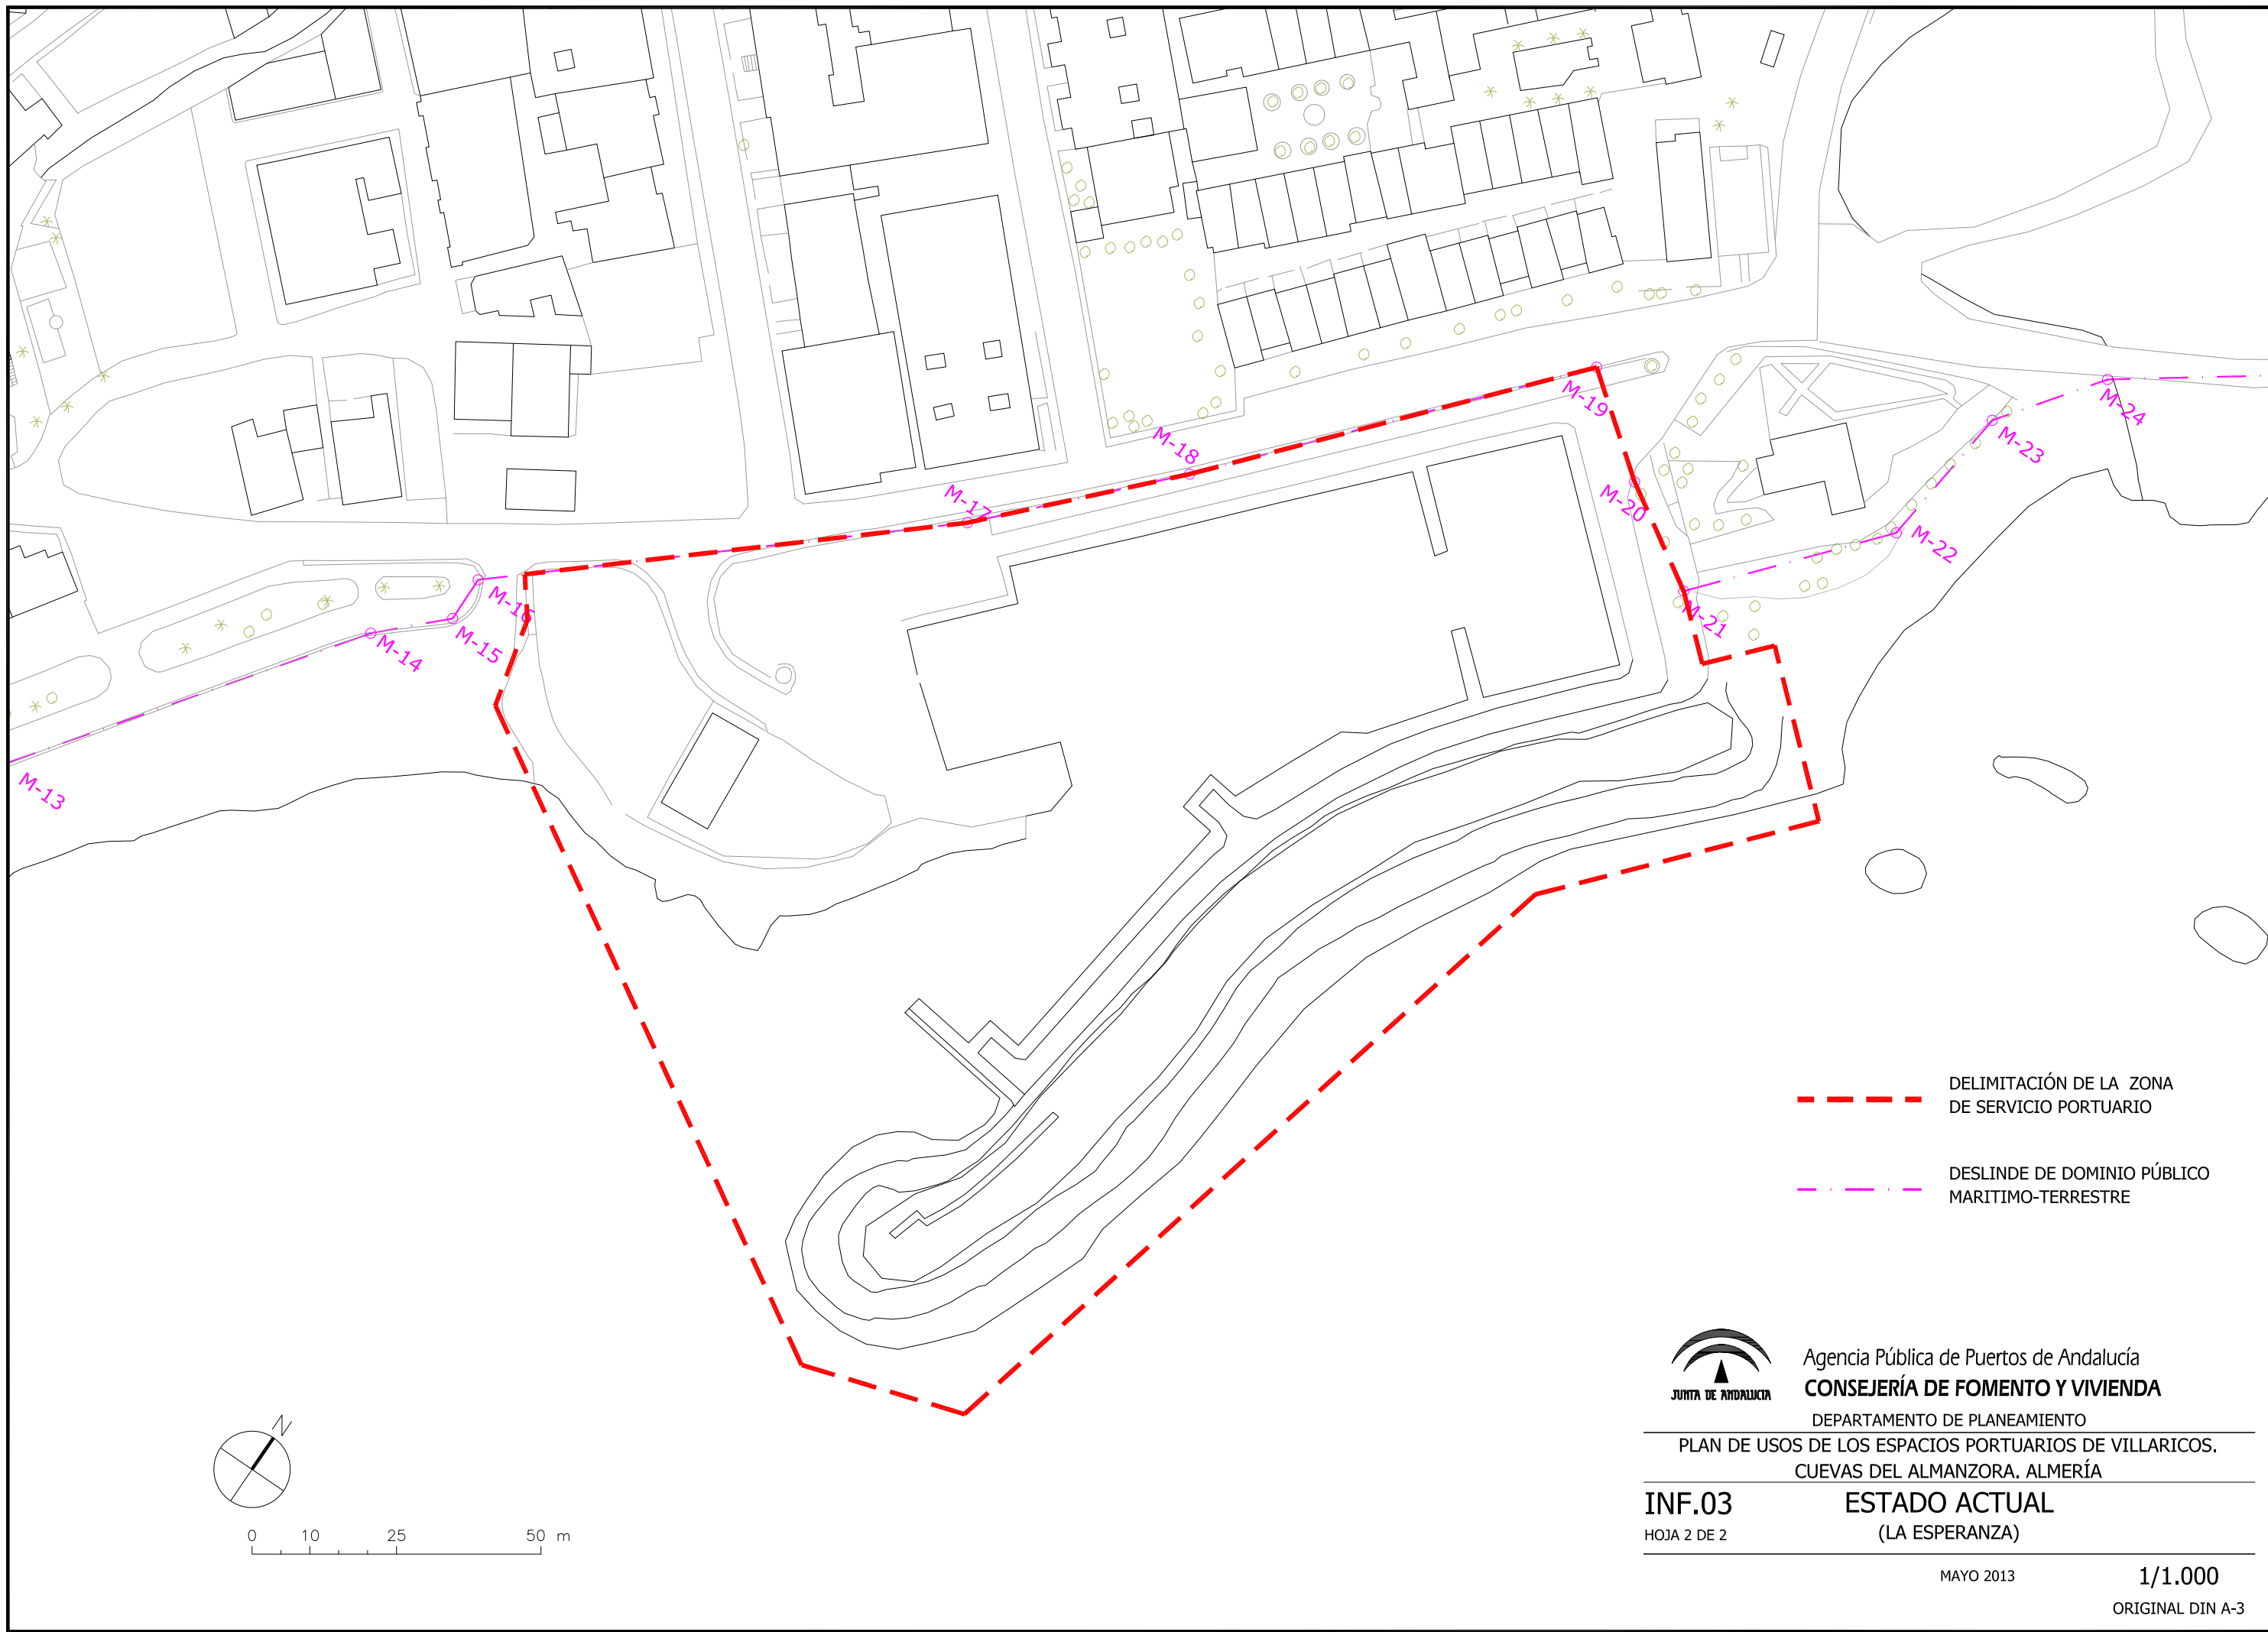 M-19
M-24
M-18
M-23
M-20
M-17
M-22
M-16
M-21
M-14
M-15
M-13
DELIMITACIÓN DE LA ZONA
DE SERVICIO PORTUARIO
DESLINDE DE DOMINIO PÚBLICO
MARITIMO-TERRESTRE
JUNTA DE ANDALUCIA
Agencia Pública de Puertos de Andalucía
CONSEJERÍA DE FOMENTO Y VIVIENDA
DEPARTAMENTO DE PLANEAMIENTO
PLAN DE USOS DE LOS ESPACIOS PORTUARIOS DE VILLARICOS.
CUEVAS DEL ALMANZORA. ALMERÍA
N
INF.03
ESTADO ACTUAL
HOJA 2 DE 2
(LA ESPERANZA)
0 10 25 50 m
MAYO 2013
1/1.000
ORIGINAL DIN A-3